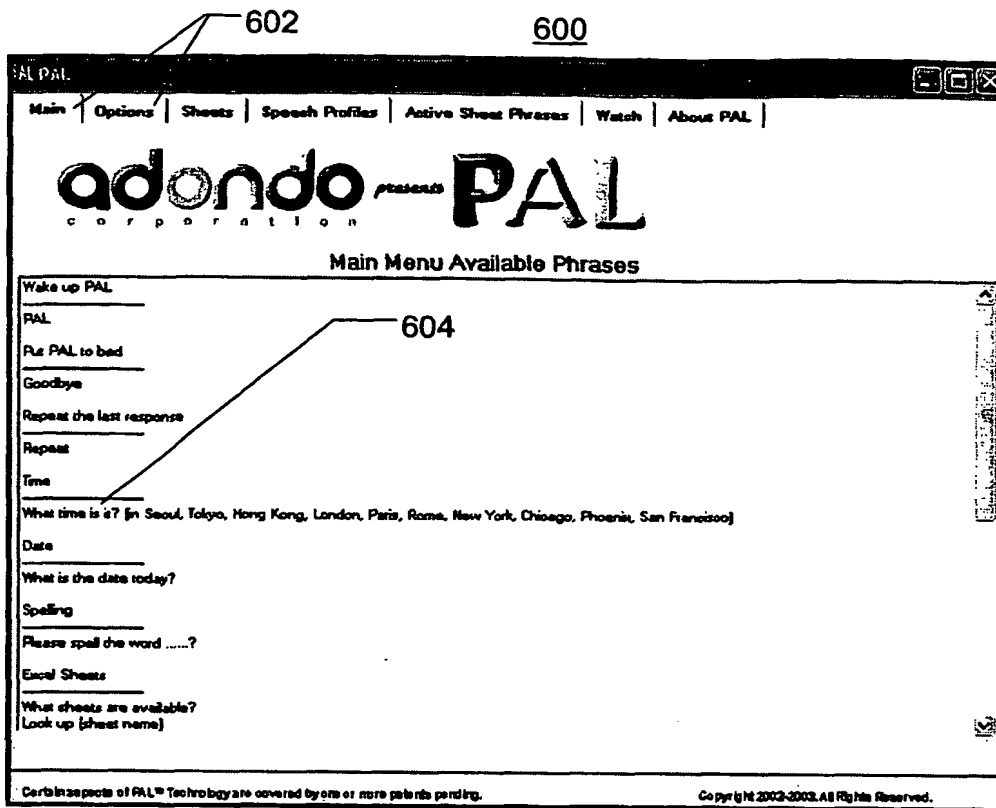 602
600
PAL PAL
Main | Options | Sheets | Speech Profiles | Active Sheet Phrases | Watch | About PAL |
adondo presents PAL
corporation
Main Menu Available Phrases
Wake up PAL
PAL
604
Put PAL to bed
Goodbye
Repeat the last response
Repeat
Time
What time is it? [in Seoul, Tokyo, Hong Kong, London, Paris, Rome, New York, Chicago, Phoenix, San Francisco]
Date
What is the date today?
Spelling
Please spell the word ......?
Excel Sheets
What sheets are available?
Look up [sheet name]
Certain aspects of PAL™ Technology are covered by one or more patents pending.
Copyright 2002-2003. All Rights Reserved.